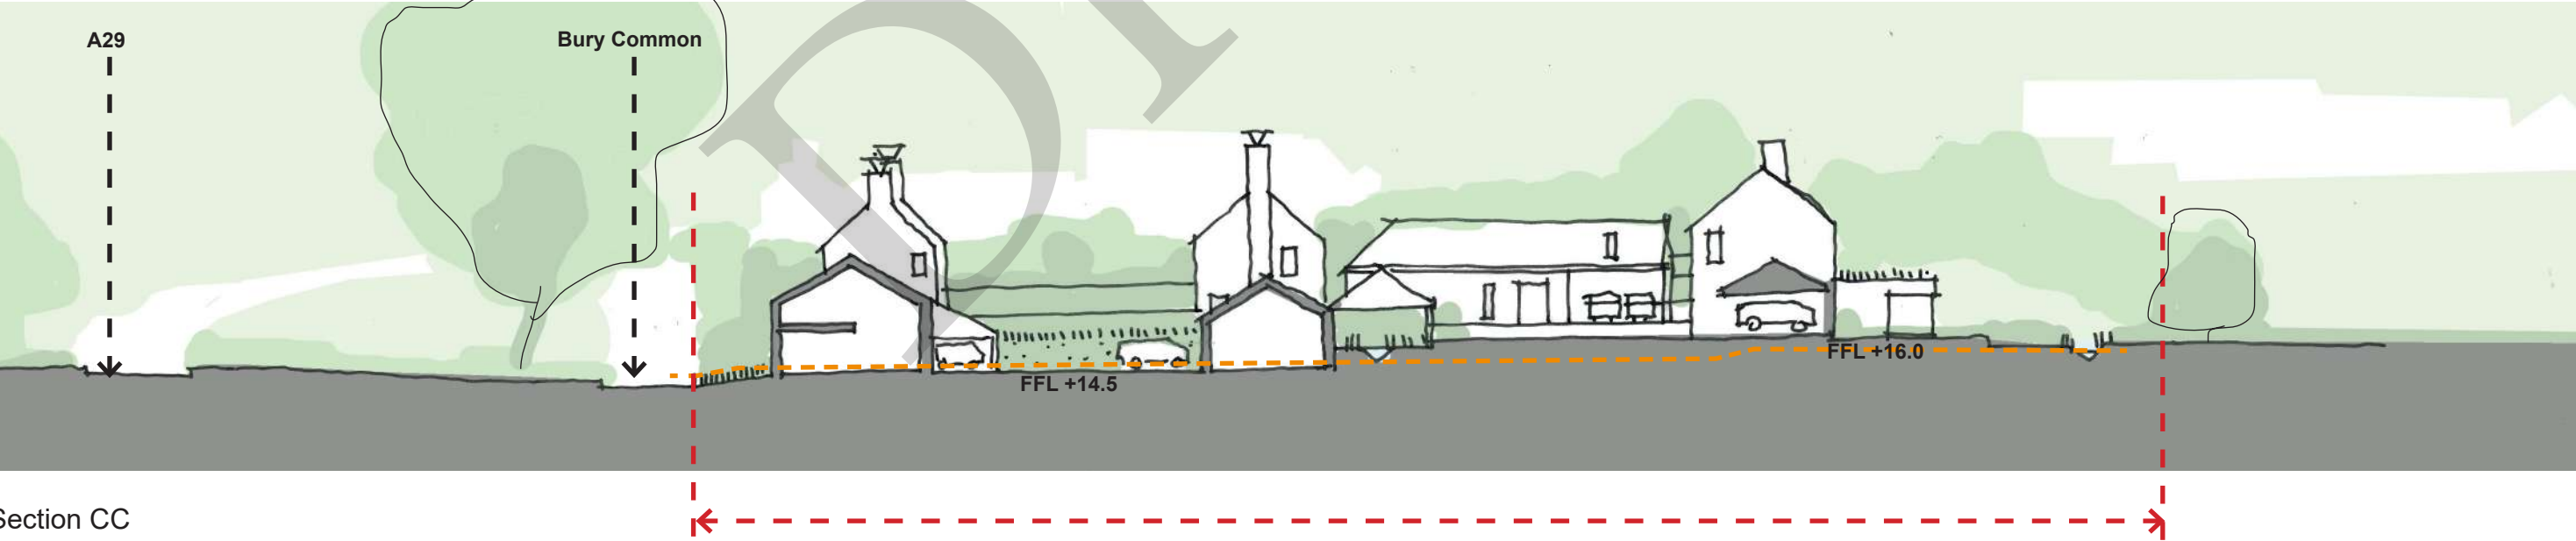 A29
Bury Common
FFL +14.5
FFL +16.0
Section CC